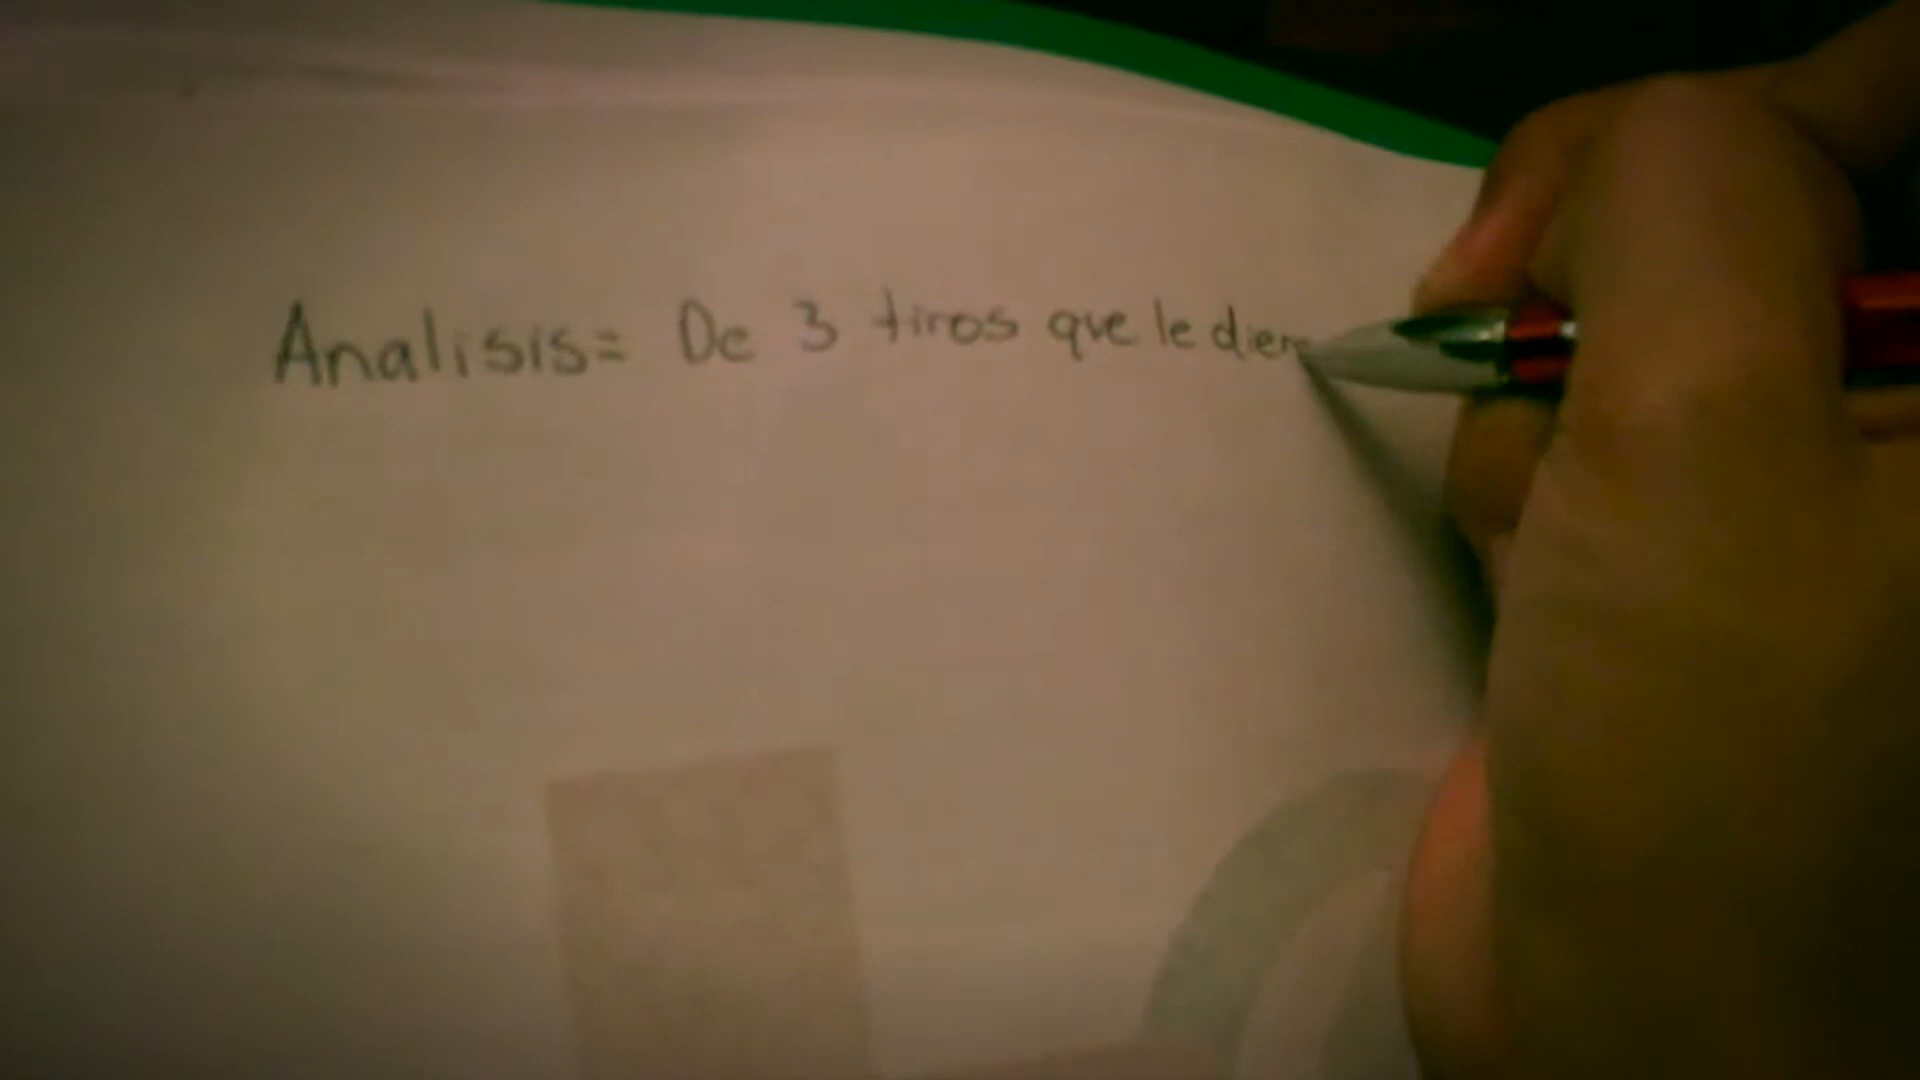 Analisis= De 3 tiros que le dier